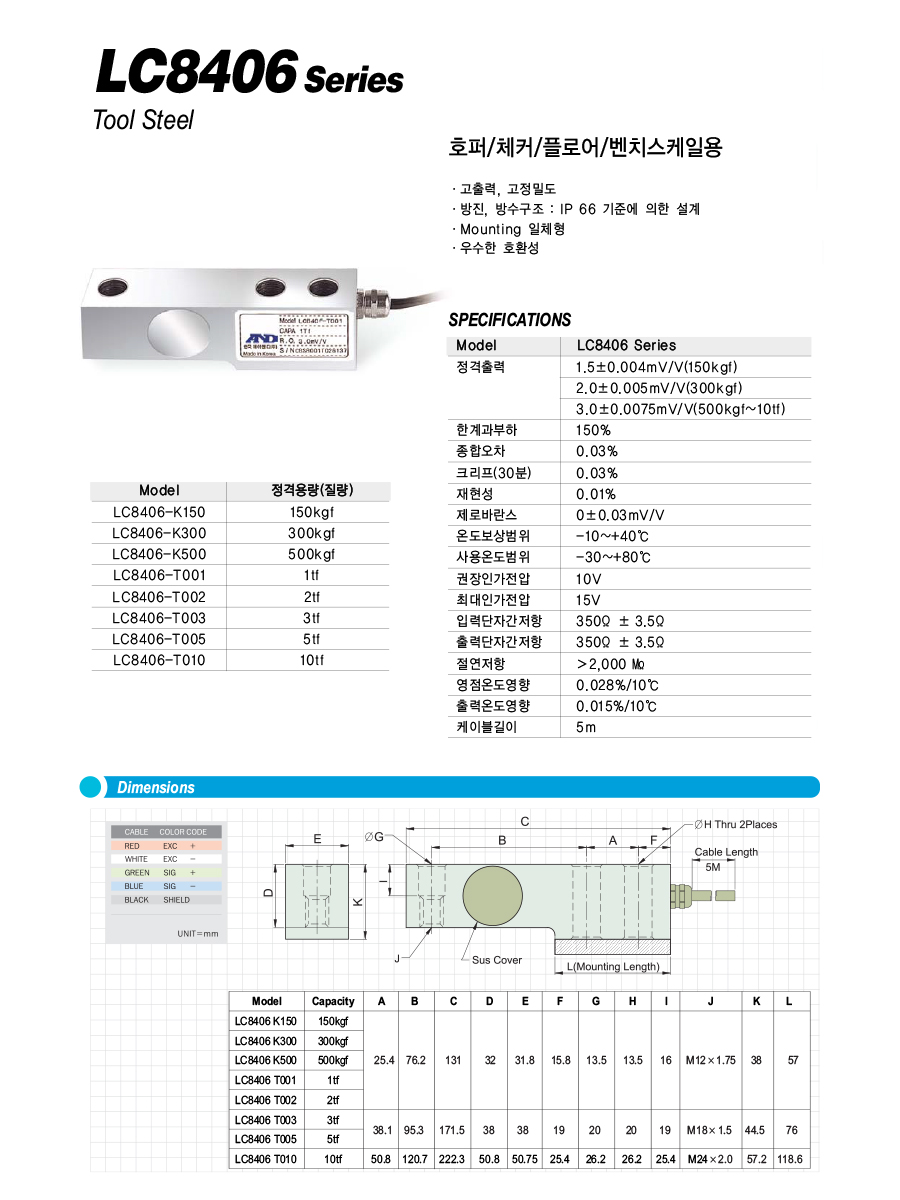 LC8406 Series
Tool Steel
호퍼/체커/플로어/벤치스케일용
· 고출력, 고정밀도
· 방진, 방수구조 : IP 66 기준에 의한 설계
· Mounting 일체형
· 우수한 호환성
Model LC840F-T001
CAPA 1Tf
AND
R.O. 3.0mV/V
Made in Korea
SPECIFICATIONS
Model LC8406 Series
정격출력 1.5±0.004mV/V(150kgf)
2.0±0.005mV/V(300kgf)
3.0±0.0075mV/V(500kgf~10tf)
한계과부하 150%
종합오차 0.03%
크리프(30분) 0.03%
재현성 0.01%
제로바란스 0±0.03mV/V
온도보상범위 -10~+40℃
사용온도범위 -30~+80℃
권장인가전압 10V
최대인가전압 15V
입력단자간저항 350Ω ± 3.5Ω
출력단자간저항 350Ω ± 3.5Ω
절연저항 >2,000 ㏁
영점온도영향 0.028%/10℃
출력온도영향 0.015%/10℃
케이블길이 5m
Model 정격용량(질량)
LC8406-K150 150kgf
LC8406-K300 300kgf
LC8406-K500 500kgf
LC8406-T001 1tf
LC8406-T002 2tf
LC8406-T003 3tf
LC8406-T005 5tf
LC8406-T010 10tf
Dimensions
CABLE COLOR CODE
RED EXC +
WHITE EXC −
GREEN SIG +
BLUE SIG −
BLACK SHIELD
UNIT=mm
E
D
K
C
∅G
B
A
F
∅H Thru 2Places
Cable Length
5M
I
J
Sus Cover
L(Mounting Length)
Model Capacity A B C D E F G H I J K L
LC8406 K150 150kgf
LC8406 K300 300kgf
LC8406 K500 500kgf 25.4 76.2 131 32 31.8 15.8 13.5 13.5 16 M12×1.75 38 57
LC8406 T001 1tf
LC8406 T002 2tf
LC8406 T003 3tf
38.1 95.3 171.5 38 38 19 20 20 19 M18×1.5 44.5 76
LC8406 T005 5tf
LC8406 T010 10tf 50.8 120.7 222.3 50.8 50.75 25.4 26.2 26.2 25.4 M24×2.0 57.2 118.6